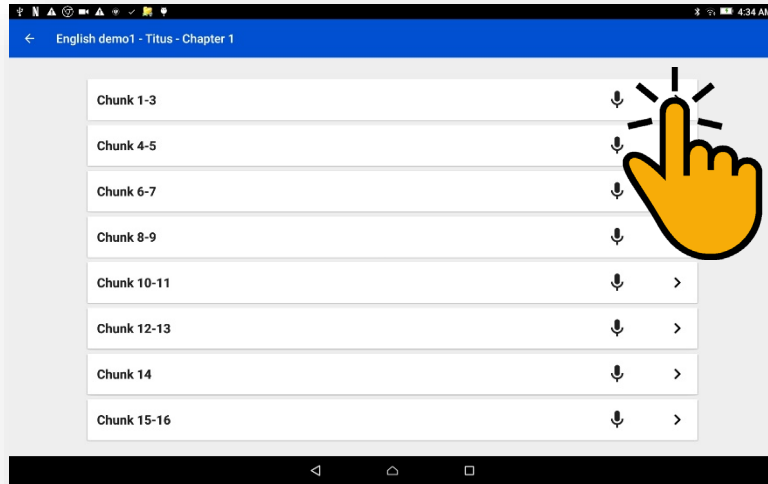 4:34 AM
English demo1 - Titus - Chapter 1
Chunk 1-3
Chunk 4-5
Chunk 6-7
Chunk 8-9
Chunk 10-11
Chunk 12-13
Chunk 14
Chunk 15-16